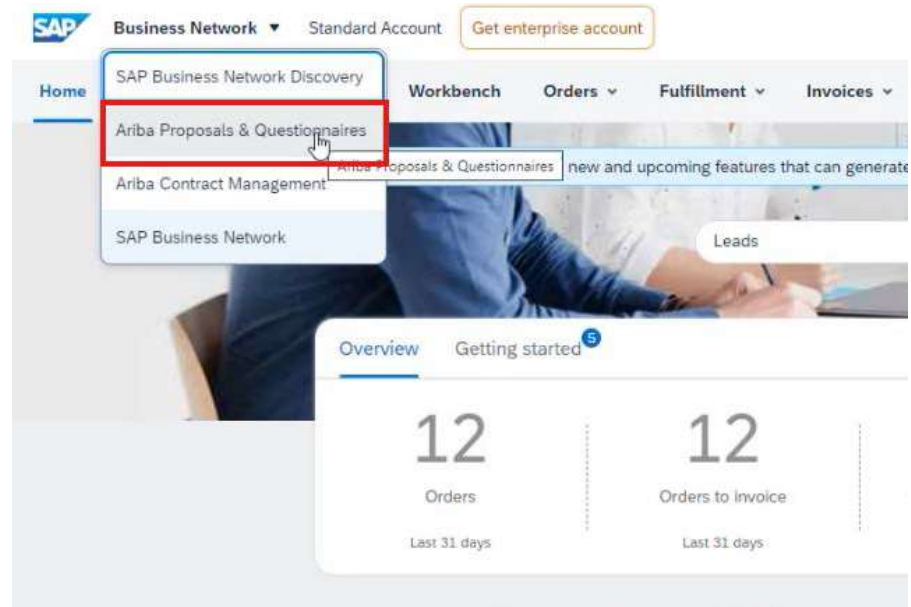 SAP Business Network ▼ Standard Account Get enterprise account
Home
SAP Business Network Discovery
Workbench Orders Fulfillment Invoices
Ariba Proposals & Questionnaires
Ariba Proposals & Questionnaires new and upcoming features that can generate
Ariba Contract Management
SAP Business Network
Leads
Overview Getting started 5
12 12
Orders Orders to invoice
Last 31 days Last 31 days